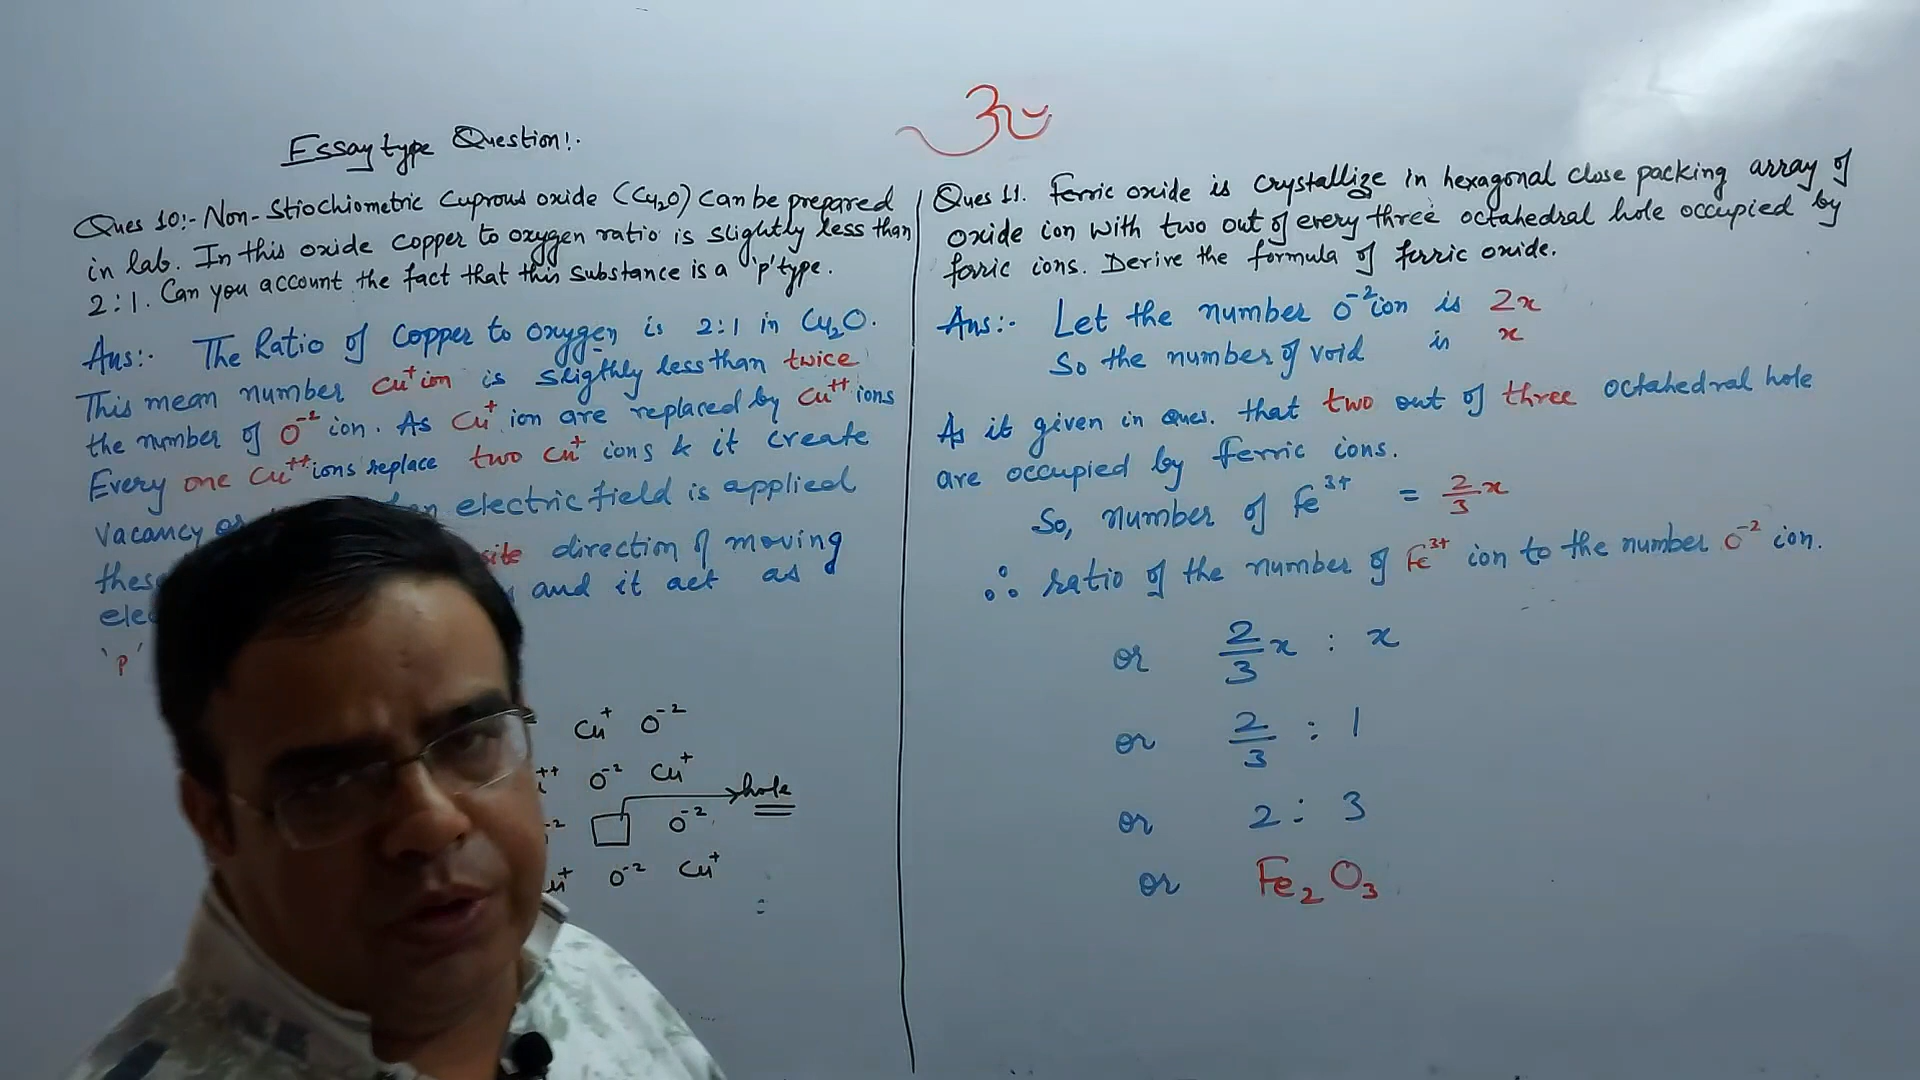 ॐ
Essay type Question:-
Ques 10:- Non-Stiochiometric Cuprous oxide (Cu2O) Can be prepared
in lab. In this oxide copper to oxygen ratio is slightly less than
2:1. Can you account the fact that this substance is a 'p' type.
Ans:- The Ratio of Copper to oxygen is 2:1 in Cu2O.
This mean number Cu+ ion is sligthly less than twice
the number of O-2 ion. As Cu+ ion are replaced by Cu++ ions
Every one Cu++ ions replace two Cu+ ions & it create
vacancy electric field is applied
these site direction of moving
elec and it act as
'p'
Cu+ O-2
++ O-2 Cu+ hole
-2 O-2
+ O-2 Cu+
Ques 11. Ferric oxide is crystallize in hexagonal close packing array of
oxide ion with two out of every three octahedral hole occupied by
ferric ions. Derive the formula of ferric oxide.
Ans:- Let the number O-2 ion is 2x
So the number of void is x
As it given in ques. that two out of three octahedral hole
are occupied by ferric ions.
So, number of Fe3+ = 2/3 x
∴ ratio of the number of Fe3+ ion to the number O-2 ion.
or 2/3 x : x
or 2/3 : 1
or 2 : 3
or Fe2O3